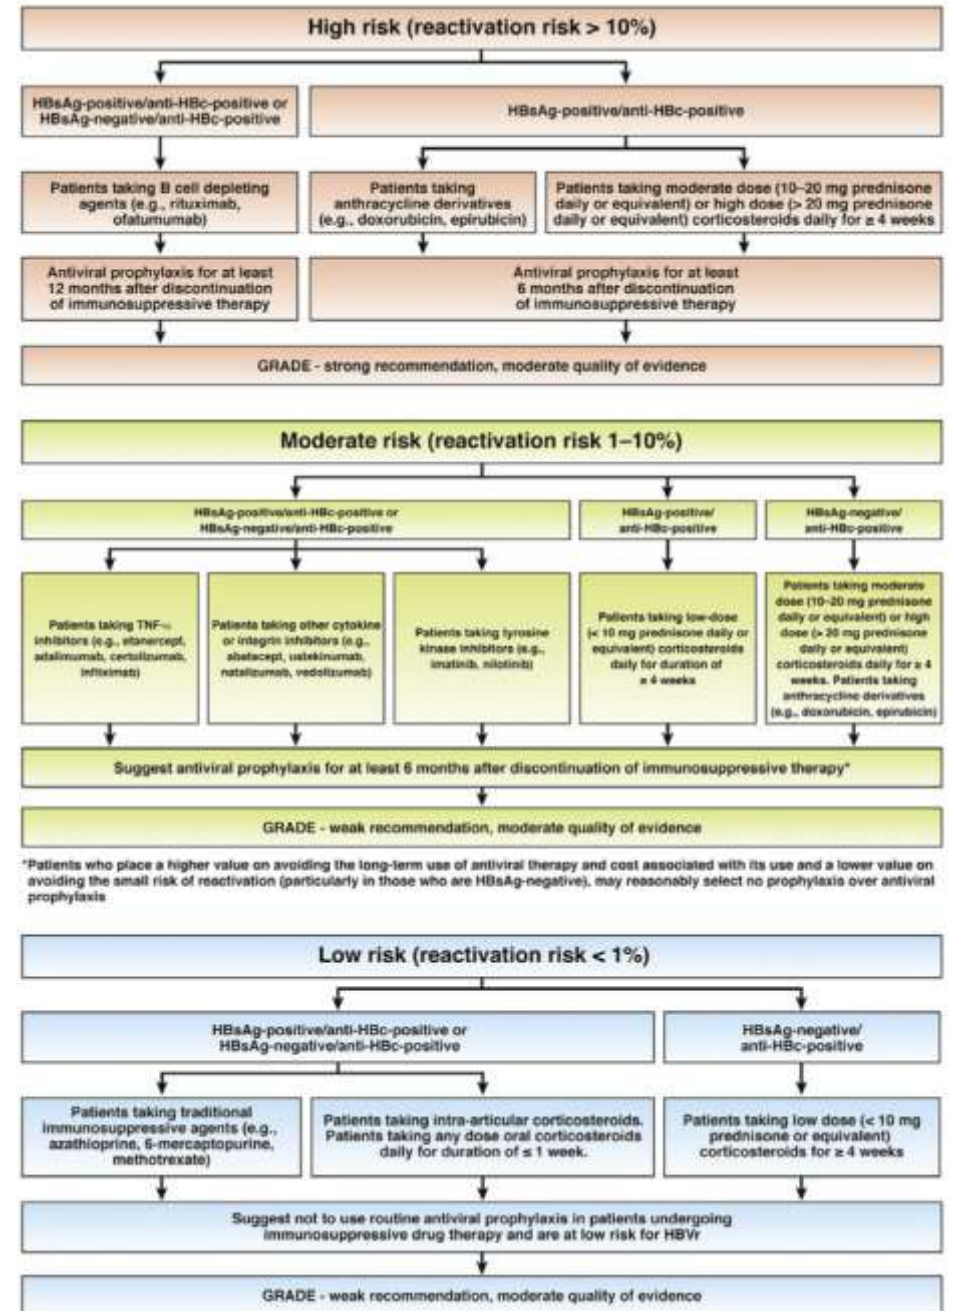 High risk (reactivation risk > 10%)
HBsAg-positive/anti-HBc-positive or
HBsAg-negative/anti-HBc-positive
HBsAg-positive/anti-HBc-positive
Patients taking B cell depleting
agents (e.g., rituximab,
ofatumumab)
Patients taking
anthracycline derivatives
(e.g., doxorubicin, epirubicin)
Patients taking moderate dose (10–20 mg prednisone
daily or equivalent) or high dose (> 20 mg prednisone
daily or equivalent) corticosteroids daily for ≥ 4 weeks
Antiviral prophylaxis for at least
12 months after discontinuation
of immunosuppressive therapy
Antiviral prophylaxis for at least
6 months after discontinuation
of immunosuppressive therapy
GRADE - strong recommendation, moderate quality of evidence
Moderate risk (reactivation risk 1–10%)
HBsAg-positive/anti-HBc-positive or
HBsAg-negative/anti-HBc-positive
HBsAg-positive/
anti-HBc-positive
HBsAg-negative/
anti-HBc-positive
Patients taking TNF-α
inhibitors (e.g., etanercept,
adalimumab, certolizumab,
infliximab)
Patients taking other cytokine
or integrin inhibitors (e.g.,
abatacept, ustekinumab,
natalizumab, vedolizumab)
Patients taking tyrosine
kinase inhibitors (e.g.,
imatinib, nilotinib)
Patients taking low-dose
(< 10 mg prednisone daily or
equivalent) corticosteroids
daily for duration of
≥ 4 weeks
Patients taking moderate
dose (10–20 mg prednisone
daily or equivalent) or high
dose (> 20 mg prednisone
daily or equivalent)
corticosteroids daily for ≥ 4
weeks. Patients taking
anthracycline derivatives
(e.g., doxorubicin, epirubicin)
Suggest antiviral prophylaxis for at least 6 months after discontinuation of immunosuppressive therapy*
GRADE - weak recommendation, moderate quality of evidence
*Patients who place a higher value on avoiding the long-term use of antiviral therapy and cost associated with its use and a lower value on
avoiding the small risk of reactivation (particularly in those who are HBsAg-negative), may reasonably select no prophylaxis over antiviral
prophylaxis
Low risk (reactivation risk < 1%)
HBsAg-positive/anti-HBc-positive or
HBsAg-negative/anti-HBc-positive
HBsAg-negative/
anti-HBc-positive
Patients taking traditional
immunosuppressive agents (e.g.,
azathioprine, 6-mercaptopurine,
methotrexate)
Patients taking intra-articular corticosteroids.
Patients taking any dose oral corticosteroids
daily for duration of ≤ 1 week.
Patients taking low dose (< 10 mg
prednisone or equivalent)
corticosteroids for ≥ 4 weeks
Suggest not to use routine antiviral prophylaxis in patients undergoing
immunosuppressive drug therapy and are at low risk for HBVr
GRADE - weak recommendation, moderate quality of evidence